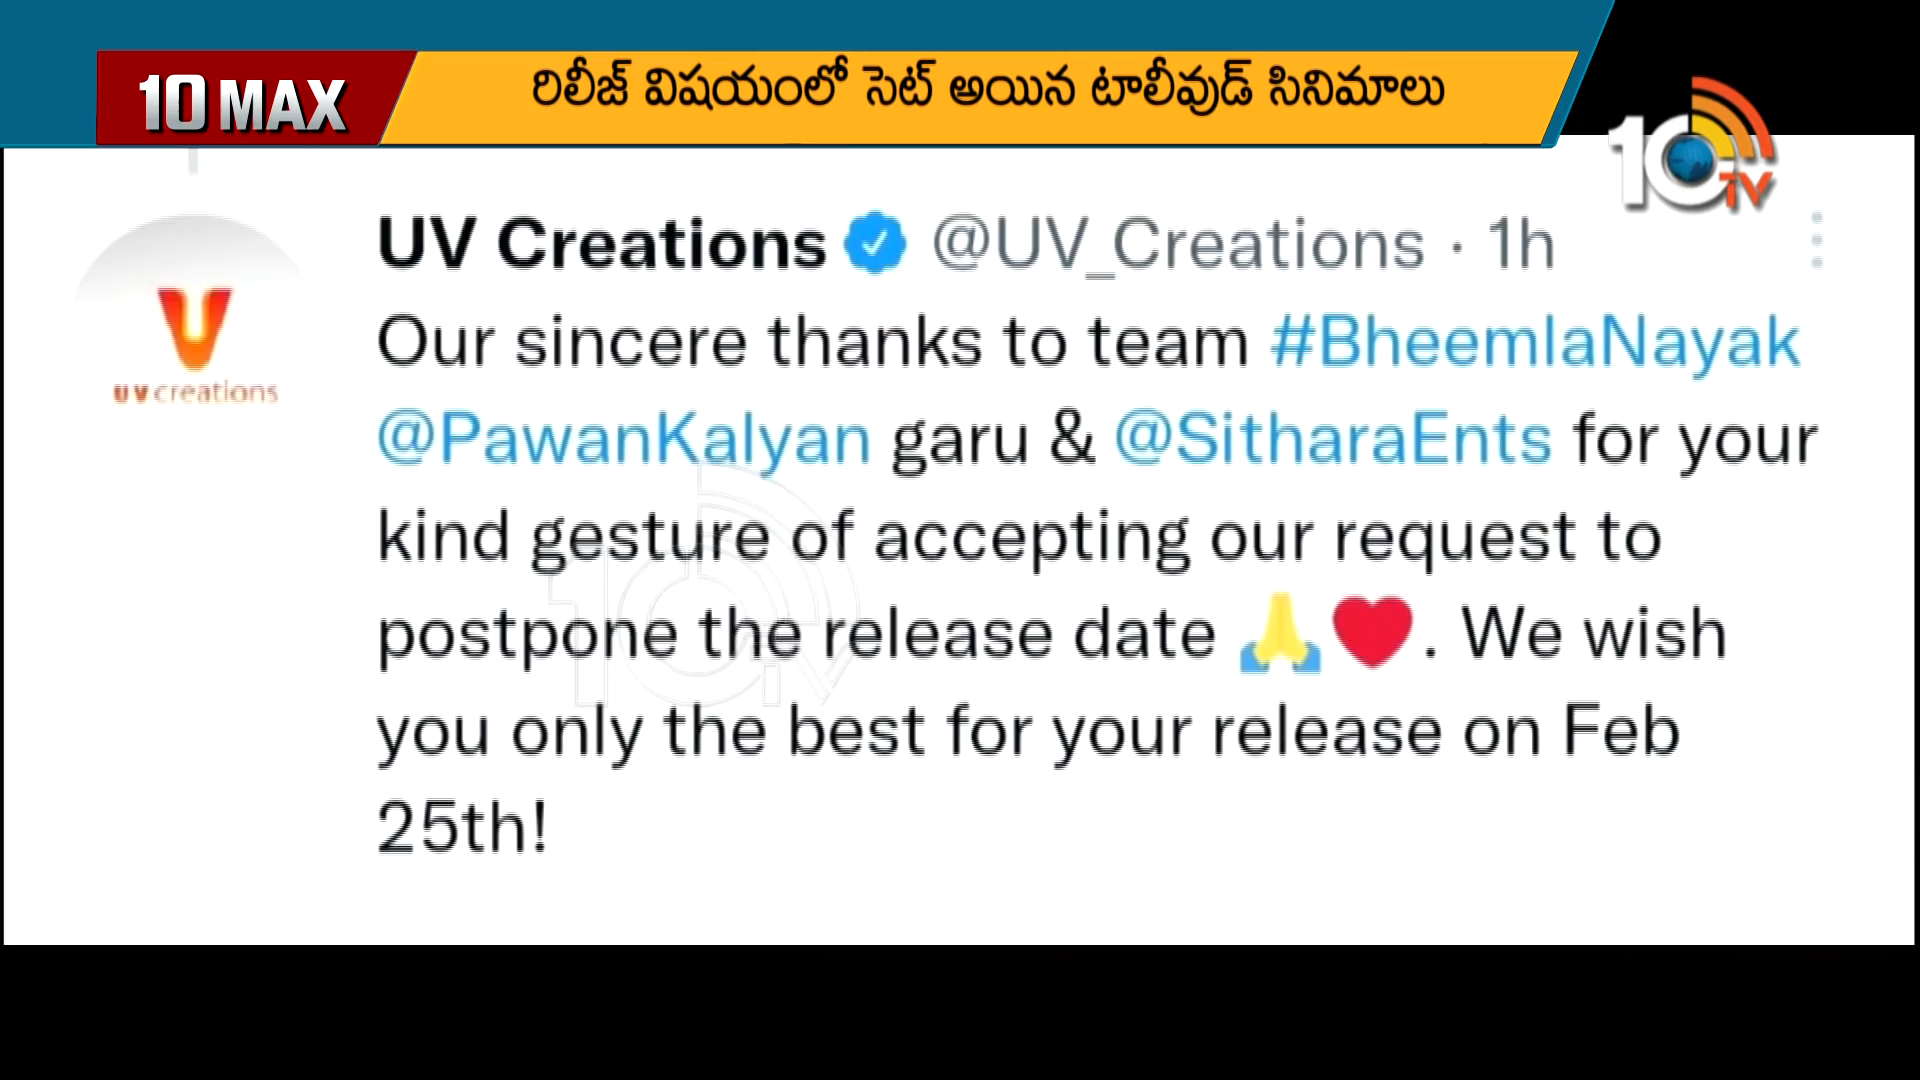 10 MAX
రిలీజ్ విషయంలో సెట్ అయిన టాలీవుడ్ సినిమాలు
10TV
UV Creations @UV_Creations · 1h
Our sincere thanks to team #BheemlaNayak
@PawanKalyan garu & @SitharaEnts for your
kind gesture of accepting our request to
postpone the release date 🙏❤️. We wish
you only the best for your release on Feb
25th!
UV creations
10TV